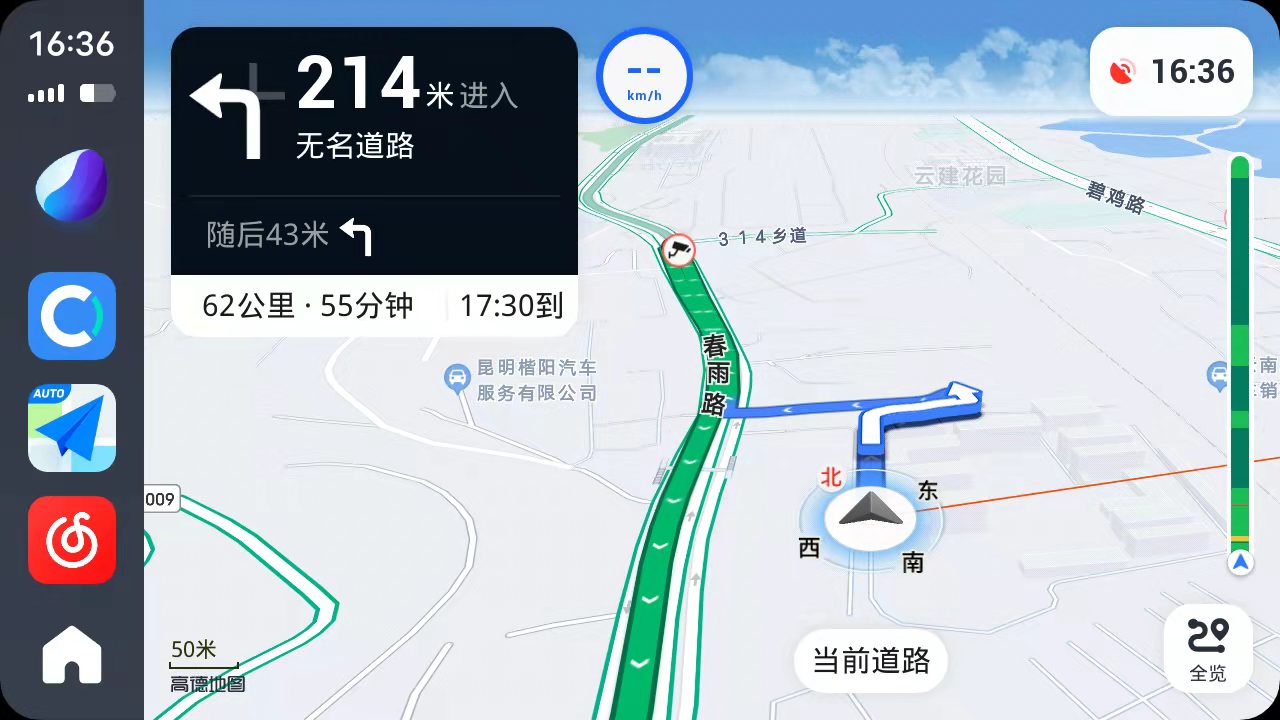 16:36
AUTO
214米 进入
无名道路
随后43米
62公里 · 55分钟
17:30到
--
km/h
16:36
云建花园
碧鸡路
314乡道
春雨路
昆明楷阳汽车
服务有限公司
009
北
东
西
南
当前道路
50米
高德地图
全览
南
销